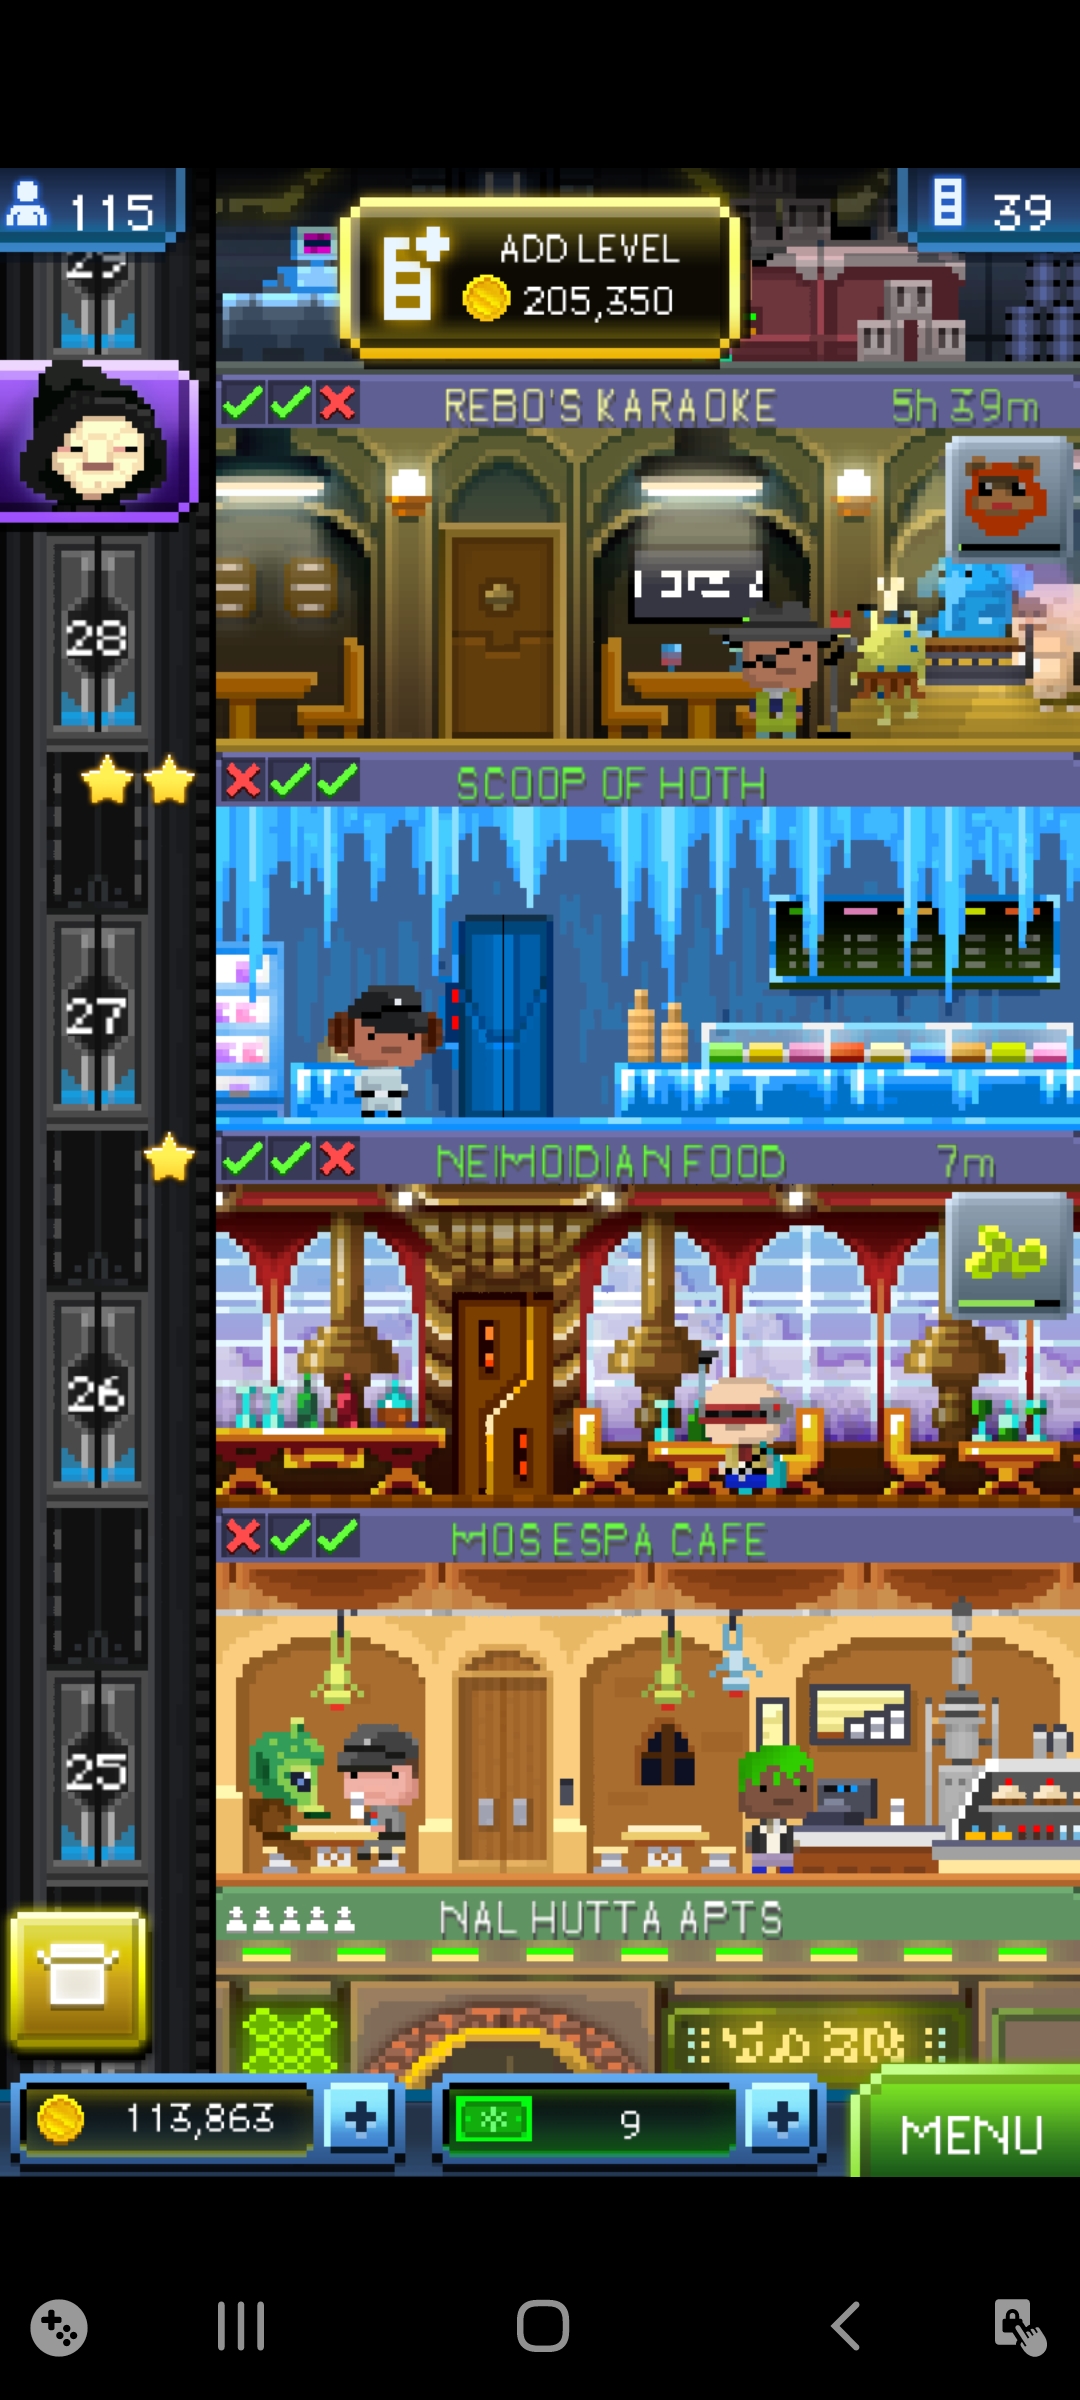 115
ADD LEVEL
205,350
39
REBO'S KARAOKE
5h 39m
28
SCOOP OF HOTH
27
NEIMOIDIAN FOOD
7m
26
MOS ESPA CAFE
25
NAL HUTTA APTS
113,863
9
MENU